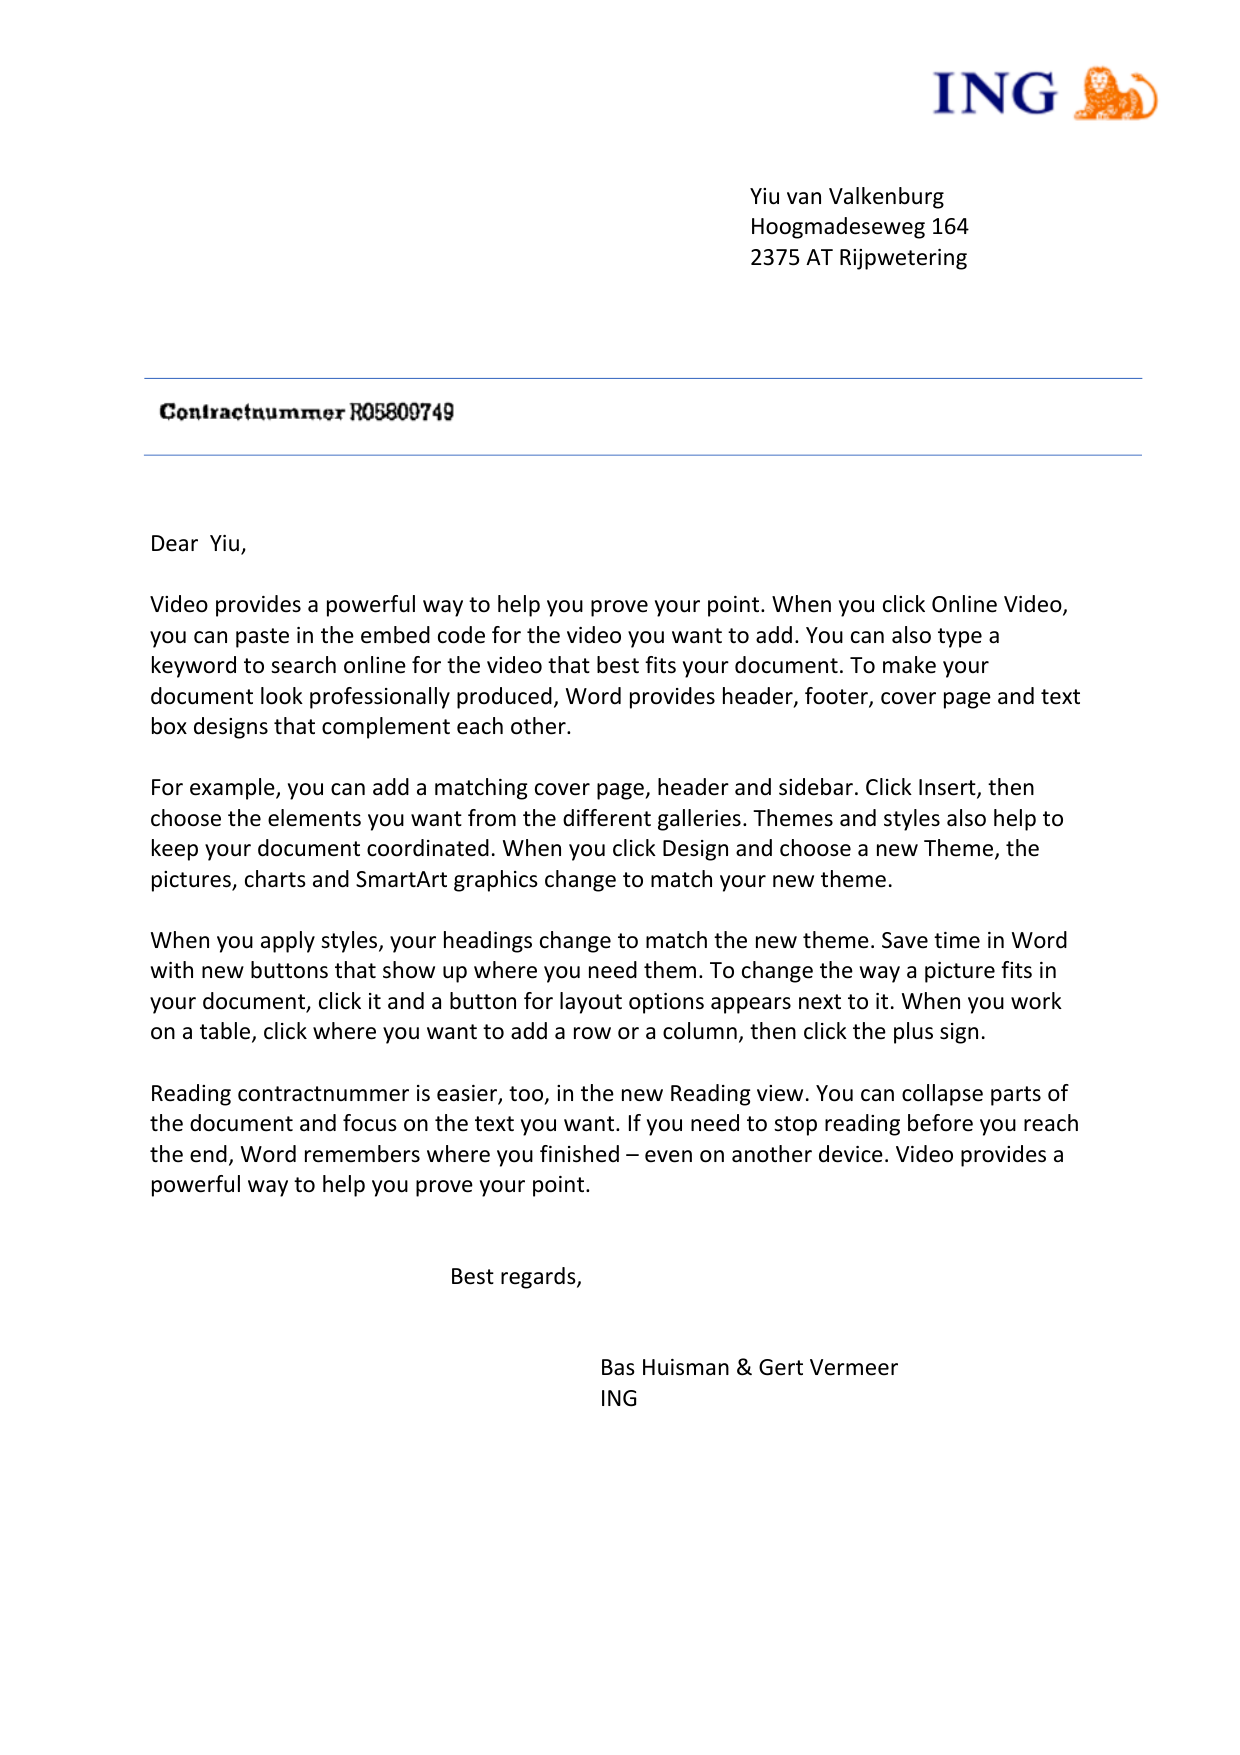 ING
Yiu van Valkenburg
Hoogmadeseweg 164
2375 AT Rijpwetering
Contractnummer R05809749
Dear  Yiu,
Video provides a powerful way to help you prove your point. When you click Online Video,
you can paste in the embed code for the video you want to add. You can also type a
keyword to search online for the video that best fits your document. To make your
document look professionally produced, Word provides header, footer, cover page and text
box designs that complement each other.
For example, you can add a matching cover page, header and sidebar. Click Insert, then
choose the elements you want from the different galleries. Themes and styles also help to
keep your document coordinated. When you click Design and choose a new Theme, the
pictures, charts and SmartArt graphics change to match your new theme.
When you apply styles, your headings change to match the new theme. Save time in Word
with new buttons that show up where you need them. To change the way a picture fits in
your document, click it and a button for layout options appears next to it. When you work
on a table, click where you want to add a row or a column, then click the plus sign.
Reading contractnummer is easier, too, in the new Reading view. You can collapse parts of
the document and focus on the text you want. If you need to stop reading before you reach
the end, Word remembers where you finished – even on another device. Video provides a
powerful way to help you prove your point.
Best regards,
Bas Huisman & Gert Vermeer
ING